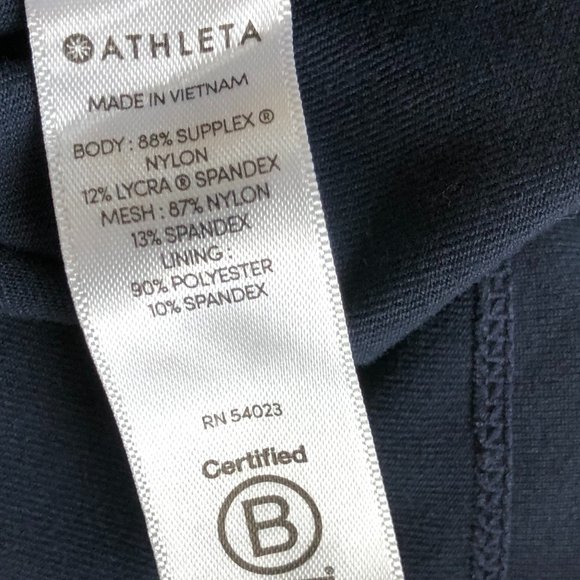 ATHLETA
MADE IN VIETNAM
BODY : 88% SUPPLEX ®
NYLON
12% LYCRA ® SPANDEX
MESH : 87% NYLON
13% SPANDEX
LINING :
90% POLYESTER
10% SPANDEX
RN 54023
Certified
B